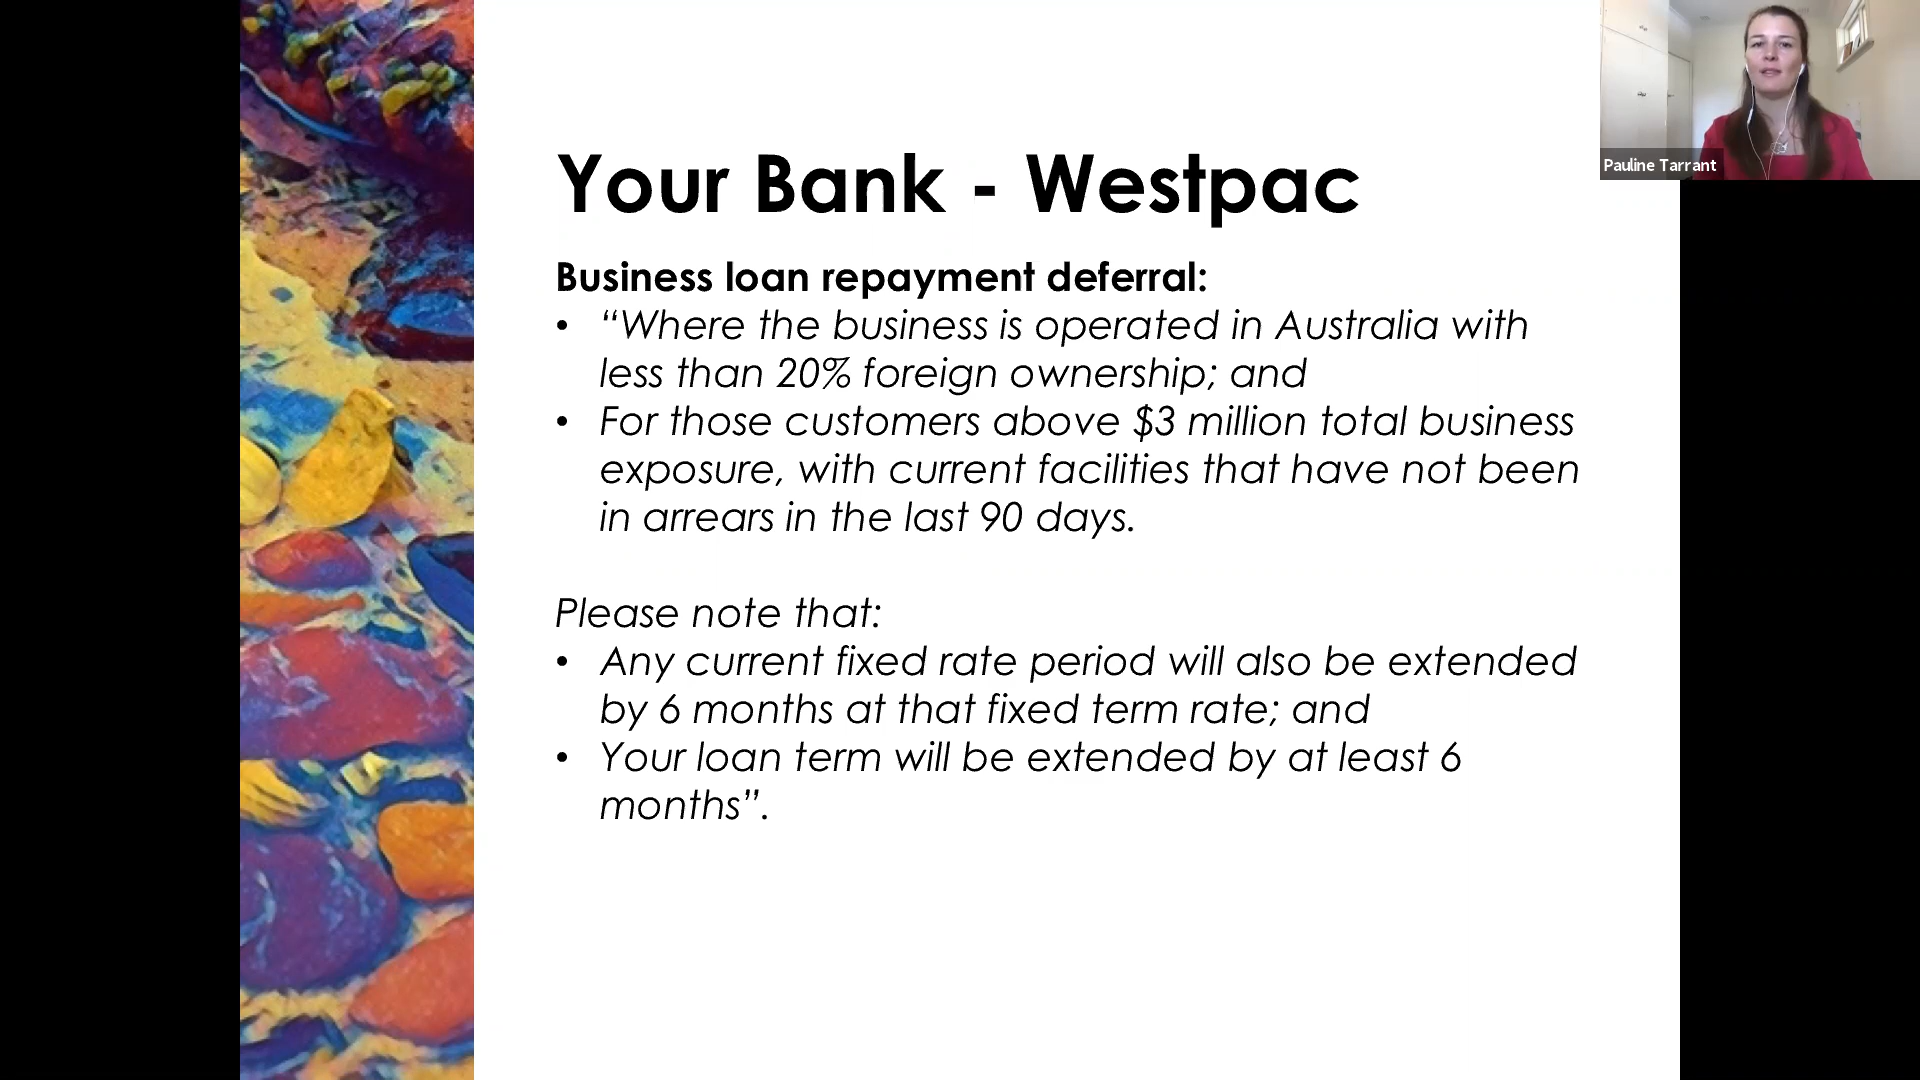 Your Bank - Westpac
Pauline Tarrant
Business loan repayment deferral:
• “Where the business is operated in Australia with
less than 20% foreign ownership; and
• For those customers above $3 million total business
exposure, with current facilities that have not been
in arrears in the last 90 days.
Please note that:
• Any current fixed rate period will also be extended
by 6 months at that fixed term rate; and
• Your loan term will be extended by at least 6
months”.